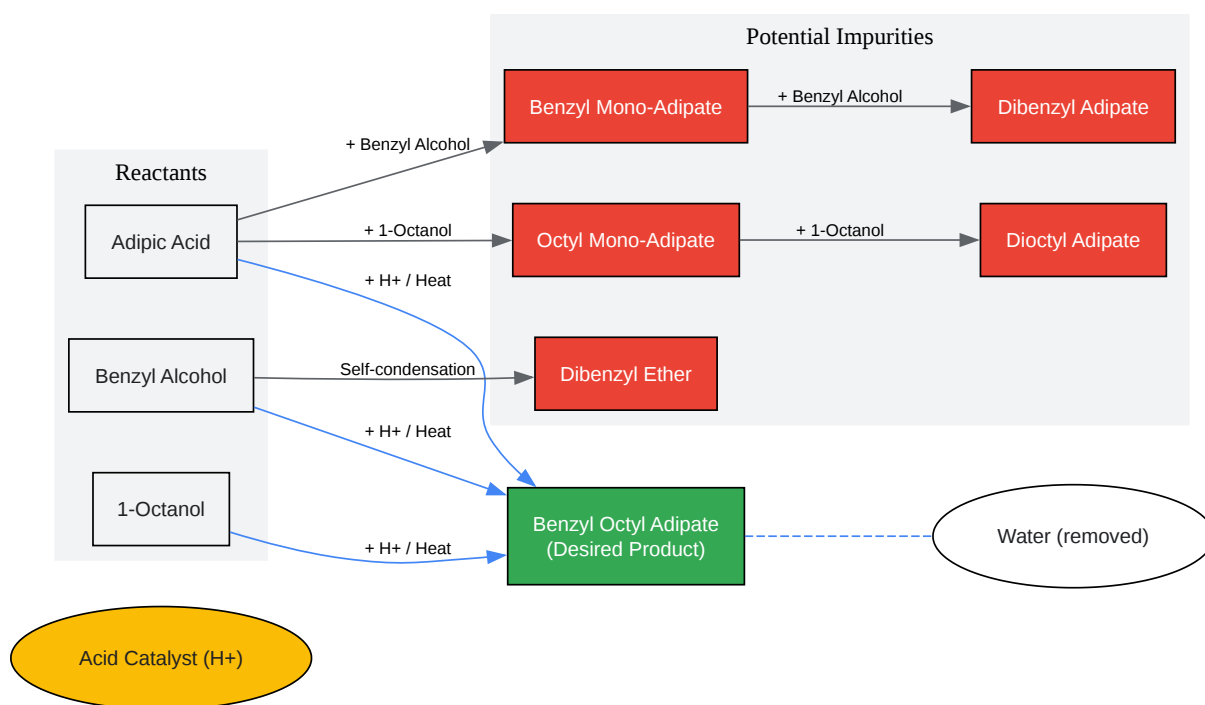 Potential Impurities
Benzyl Mono-Adipate
+ Benzyl Alcohol
Dibenzyl Adipate
+ Benzyl Alcohol
Reactants
Adipic Acid
+ 1-Octanol
Octyl Mono-Adipate
+ 1-Octanol
Dioctyl Adipate
+ H+ / Heat
Benzyl Alcohol
Self-condensation
Dibenzyl Ether
+ H+ / Heat
1-Octanol
+ H+ / Heat
Benzyl Octyl Adipate
(Desired Product)
Water (removed)
Acid Catalyst (H+)